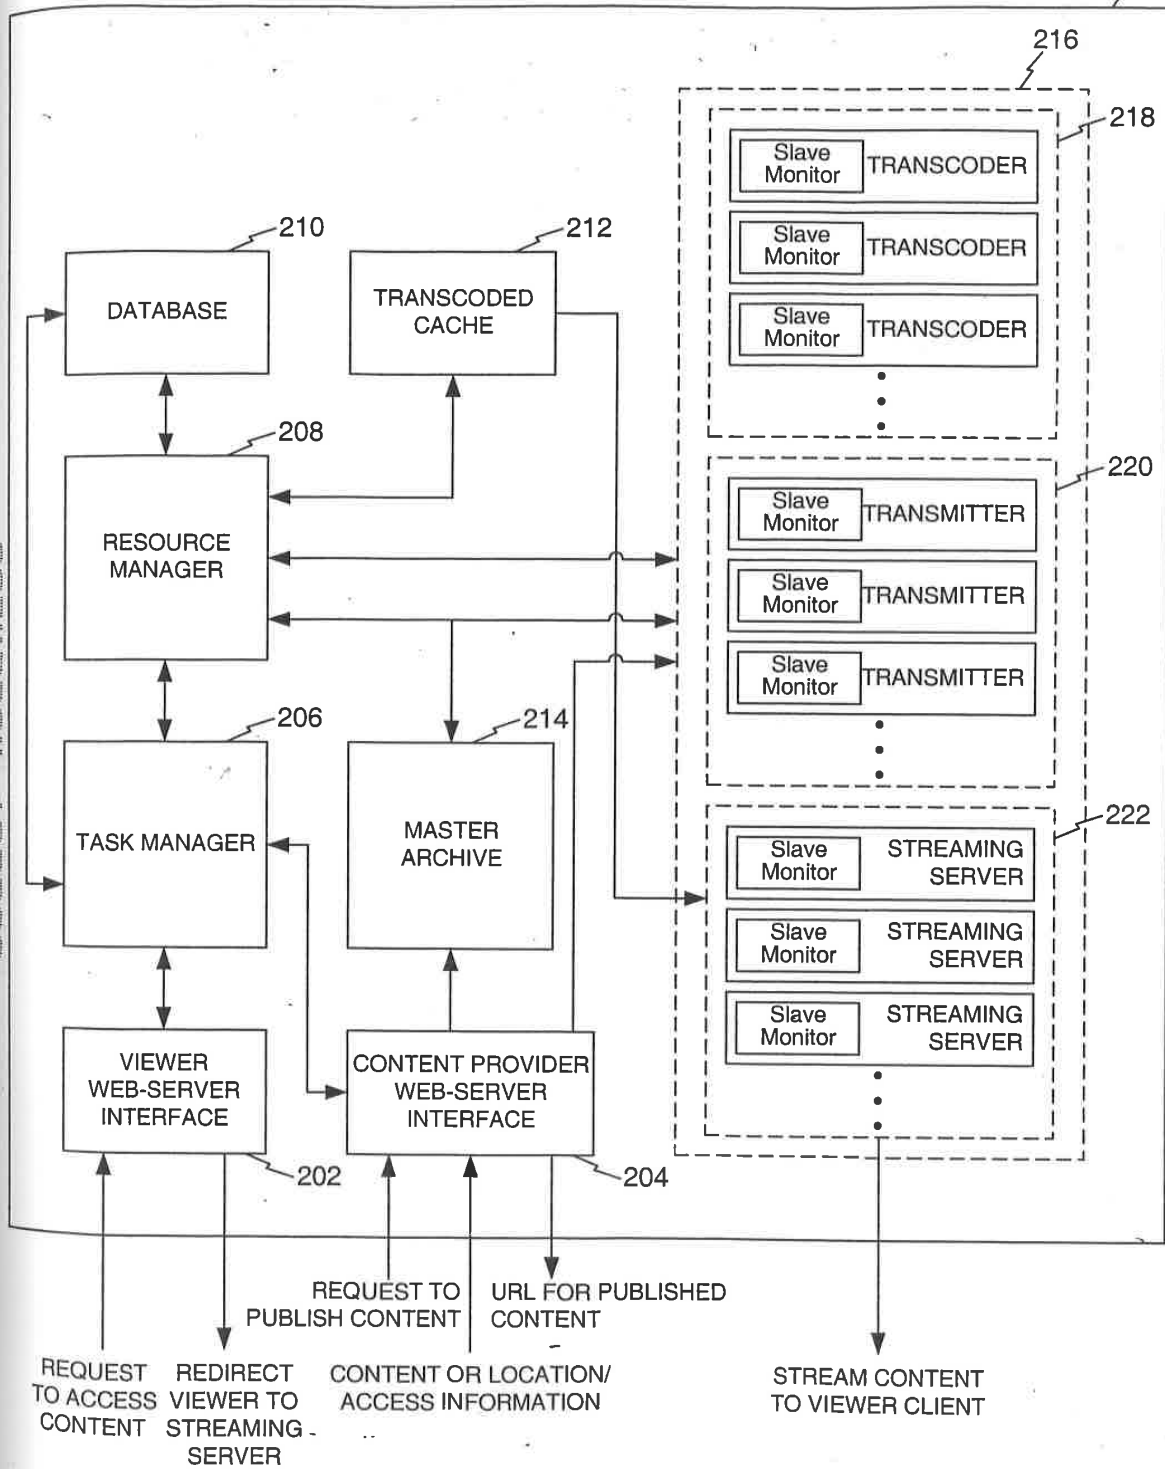 216
218
Slave
Monitor
TRANSCODER
Slave
Monitor
TRANSCODER
Slave
Monitor
TRANSCODER
210
DATABASE
212
TRANSCODED
CACHE
208
RESOURCE
MANAGER
220
Slave
Monitor
TRANSMITTER
Slave
Monitor
TRANSMITTER
Slave
Monitor
TRANSMITTER
206
TASK MANAGER
214
MASTER
ARCHIVE
222
Slave
Monitor
STREAMING
SERVER
Slave
Monitor
STREAMING
SERVER
Slave
Monitor
STREAMING
SERVER
VIEWER
WEB-SERVER
INTERFACE
202
CONTENT PROVIDER
WEB-SERVER
INTERFACE
204
REQUEST TO
PUBLISH CONTENT
URL FOR PUBLISHED
CONTENT
REQUEST
TO ACCESS
CONTENT
REDIRECT
VIEWER TO
STREAMING
SERVER
CONTENT OR LOCATION/
ACCESS INFORMATION
STREAM CONTENT
TO VIEWER CLIENT